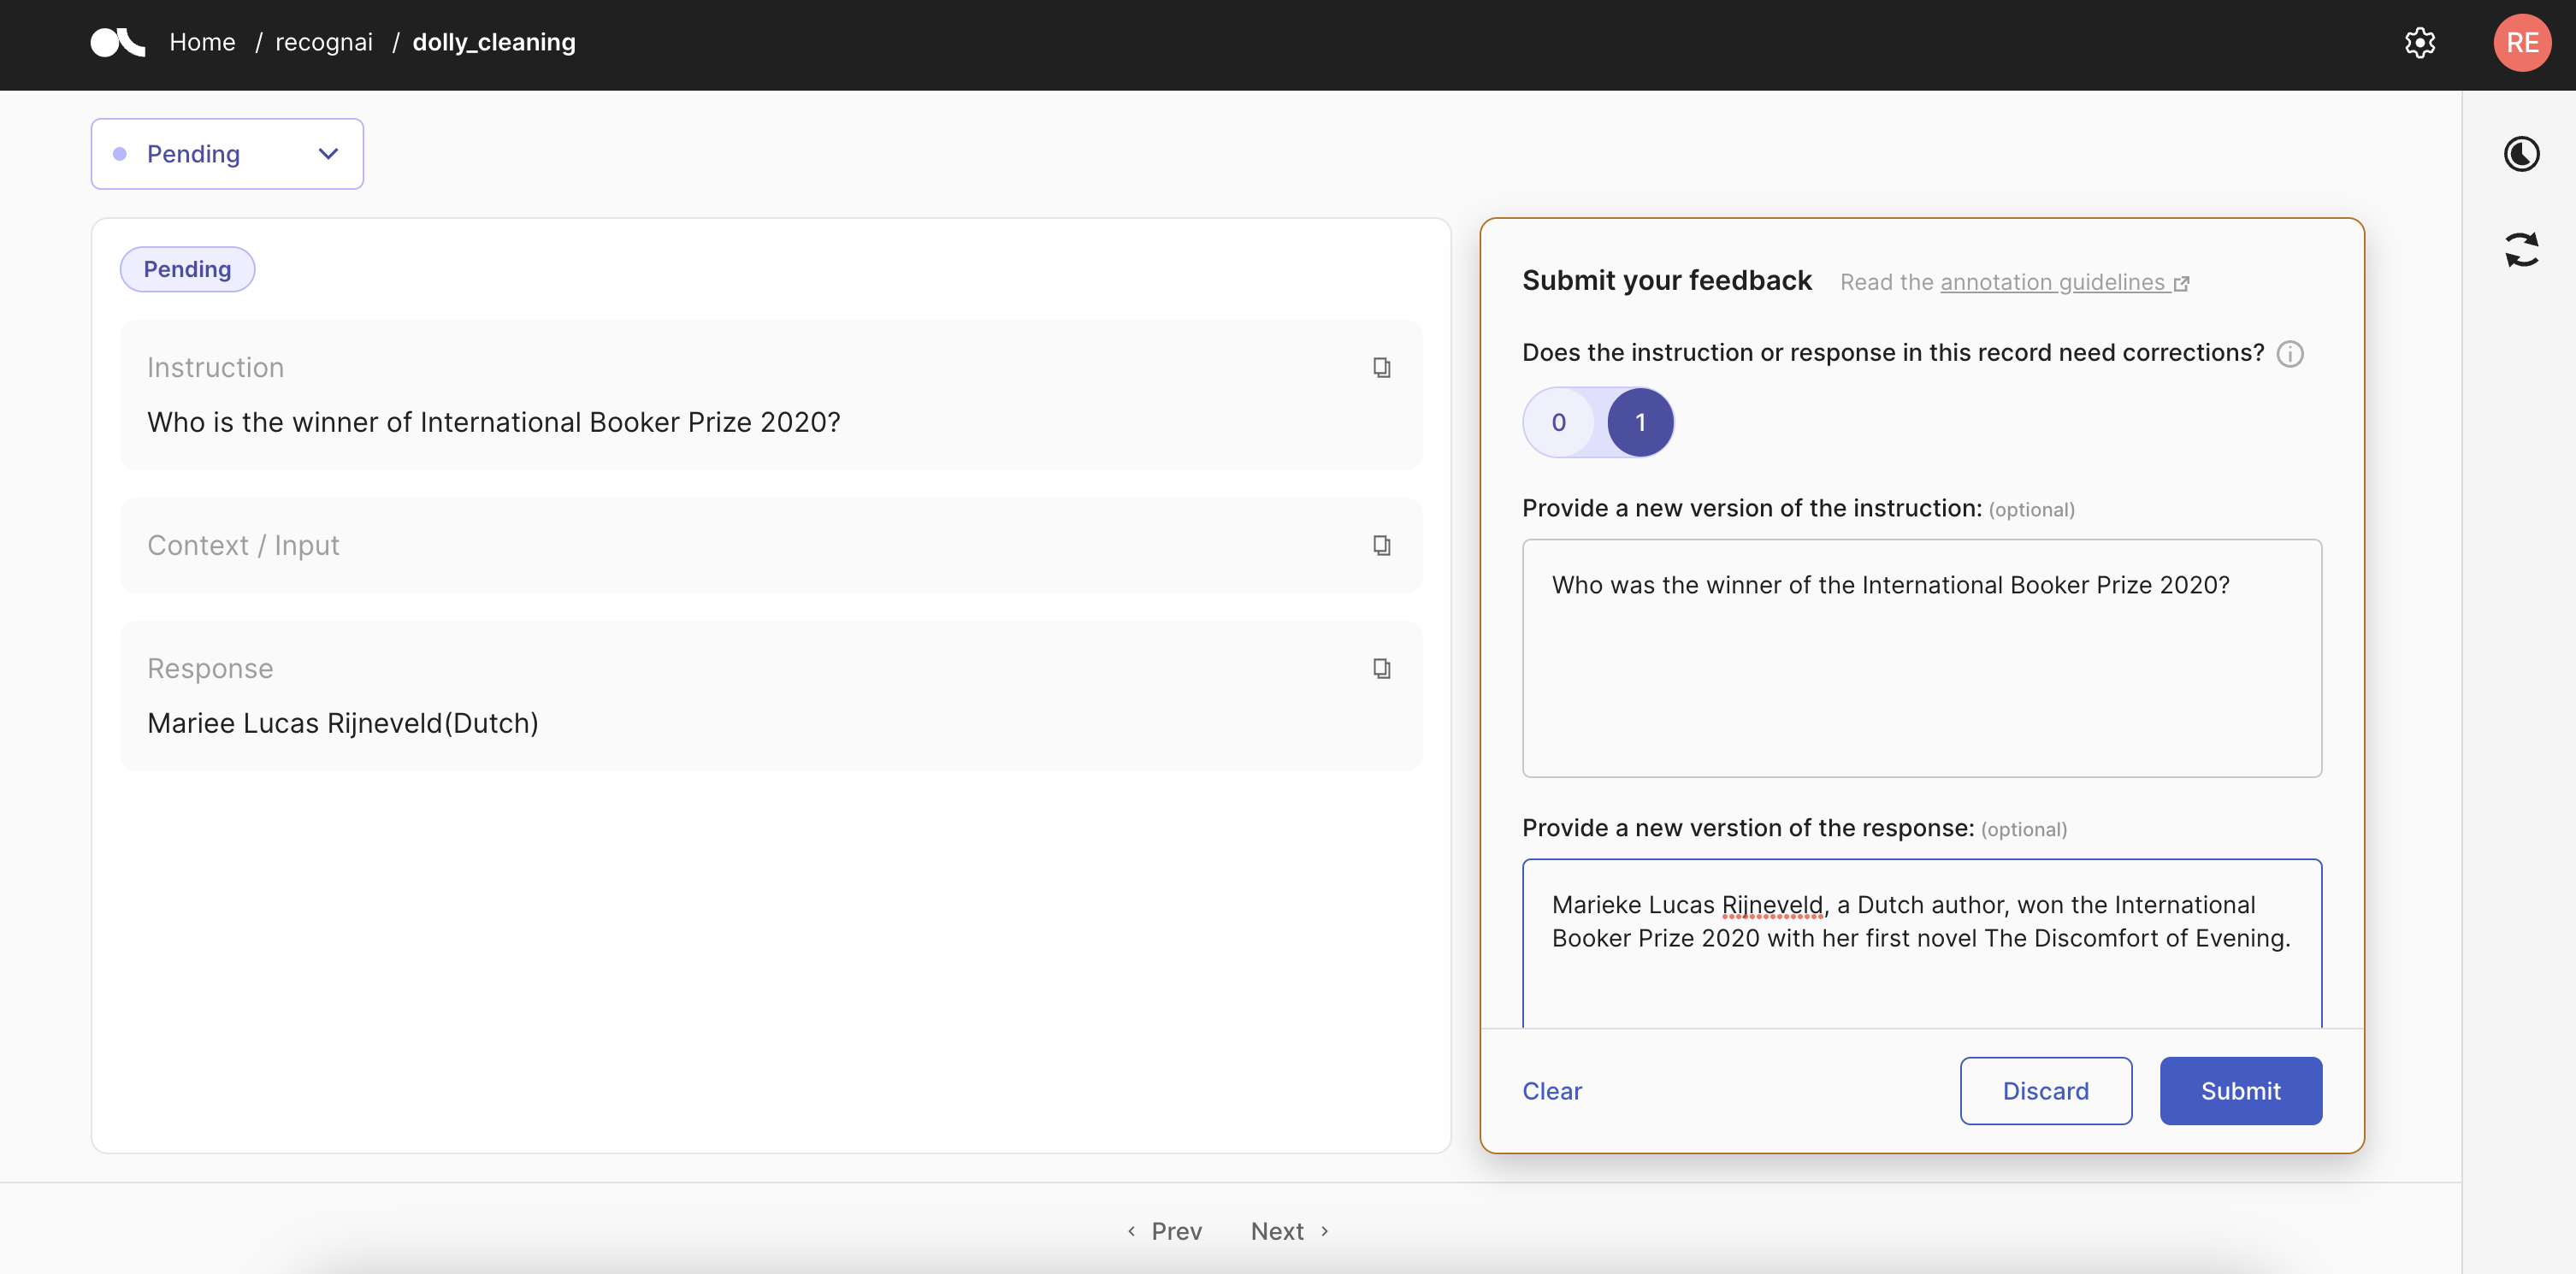 Home / recognai / dolly_cleaning
RE
Pending
Pending
Instruction
Who is the winner of International Booker Prize 2020?
Context / Input
Response
Mariee Lucas Rijneveld(Dutch)
Submit your feedback Read the annotation guidelines
Does the instruction or response in this record need corrections?
0 1
Provide a new version of the instruction: (optional)
Who was the winner of the International Booker Prize 2020?
Provide a new verstion of the response: (optional)
Marieke Lucas Rijneveld, a Dutch author, won the International
Booker Prize 2020 with her first novel The Discomfort of Evening.
Clear Discard Submit
Prev Next